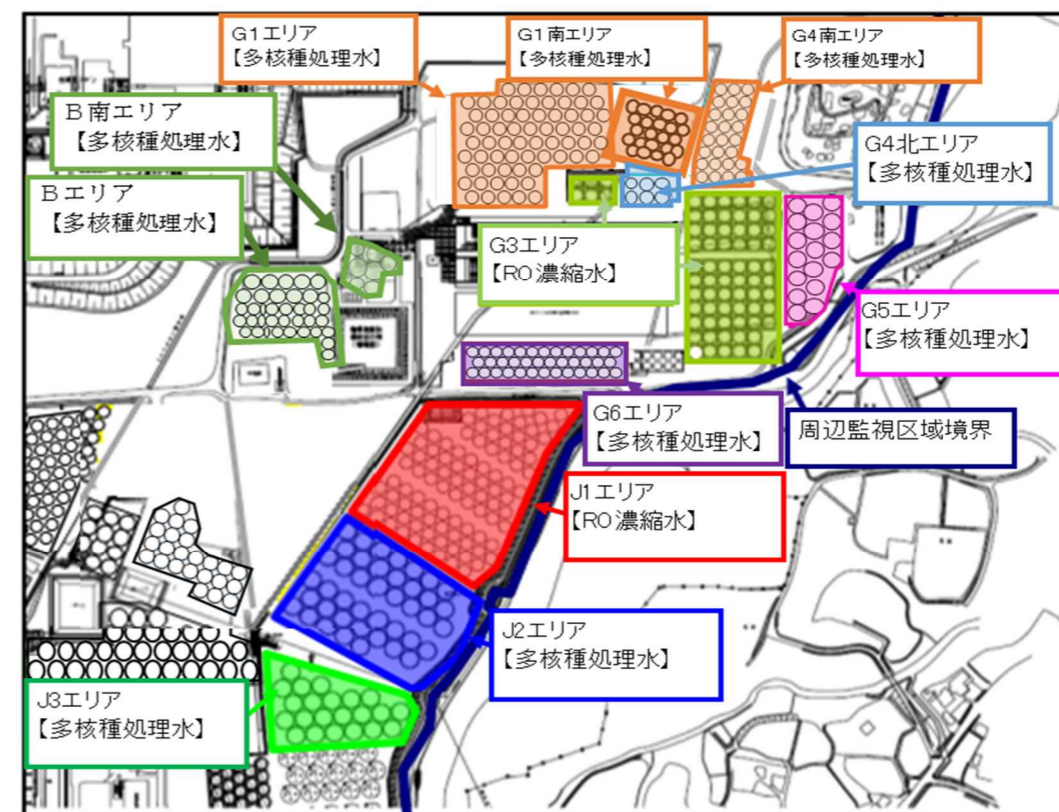 G1エリア
【多核種処理水】
G1南エリア
【多核種処理水】
G4南エリア
【多核種処理水】
B南エリア
【多核種処理水】
G4北エリア
【多核種処理水】
Bエリア
【多核種処理水】
G3エリア
【RO濃縮水】
G5エリア
【多核種処理水】
G6エリア
【多核種処理水】
周辺監視区域境界
J1エリア
【RO濃縮水】
J2エリア
【多核種処理水】
J3エリア
【多核種処理水】